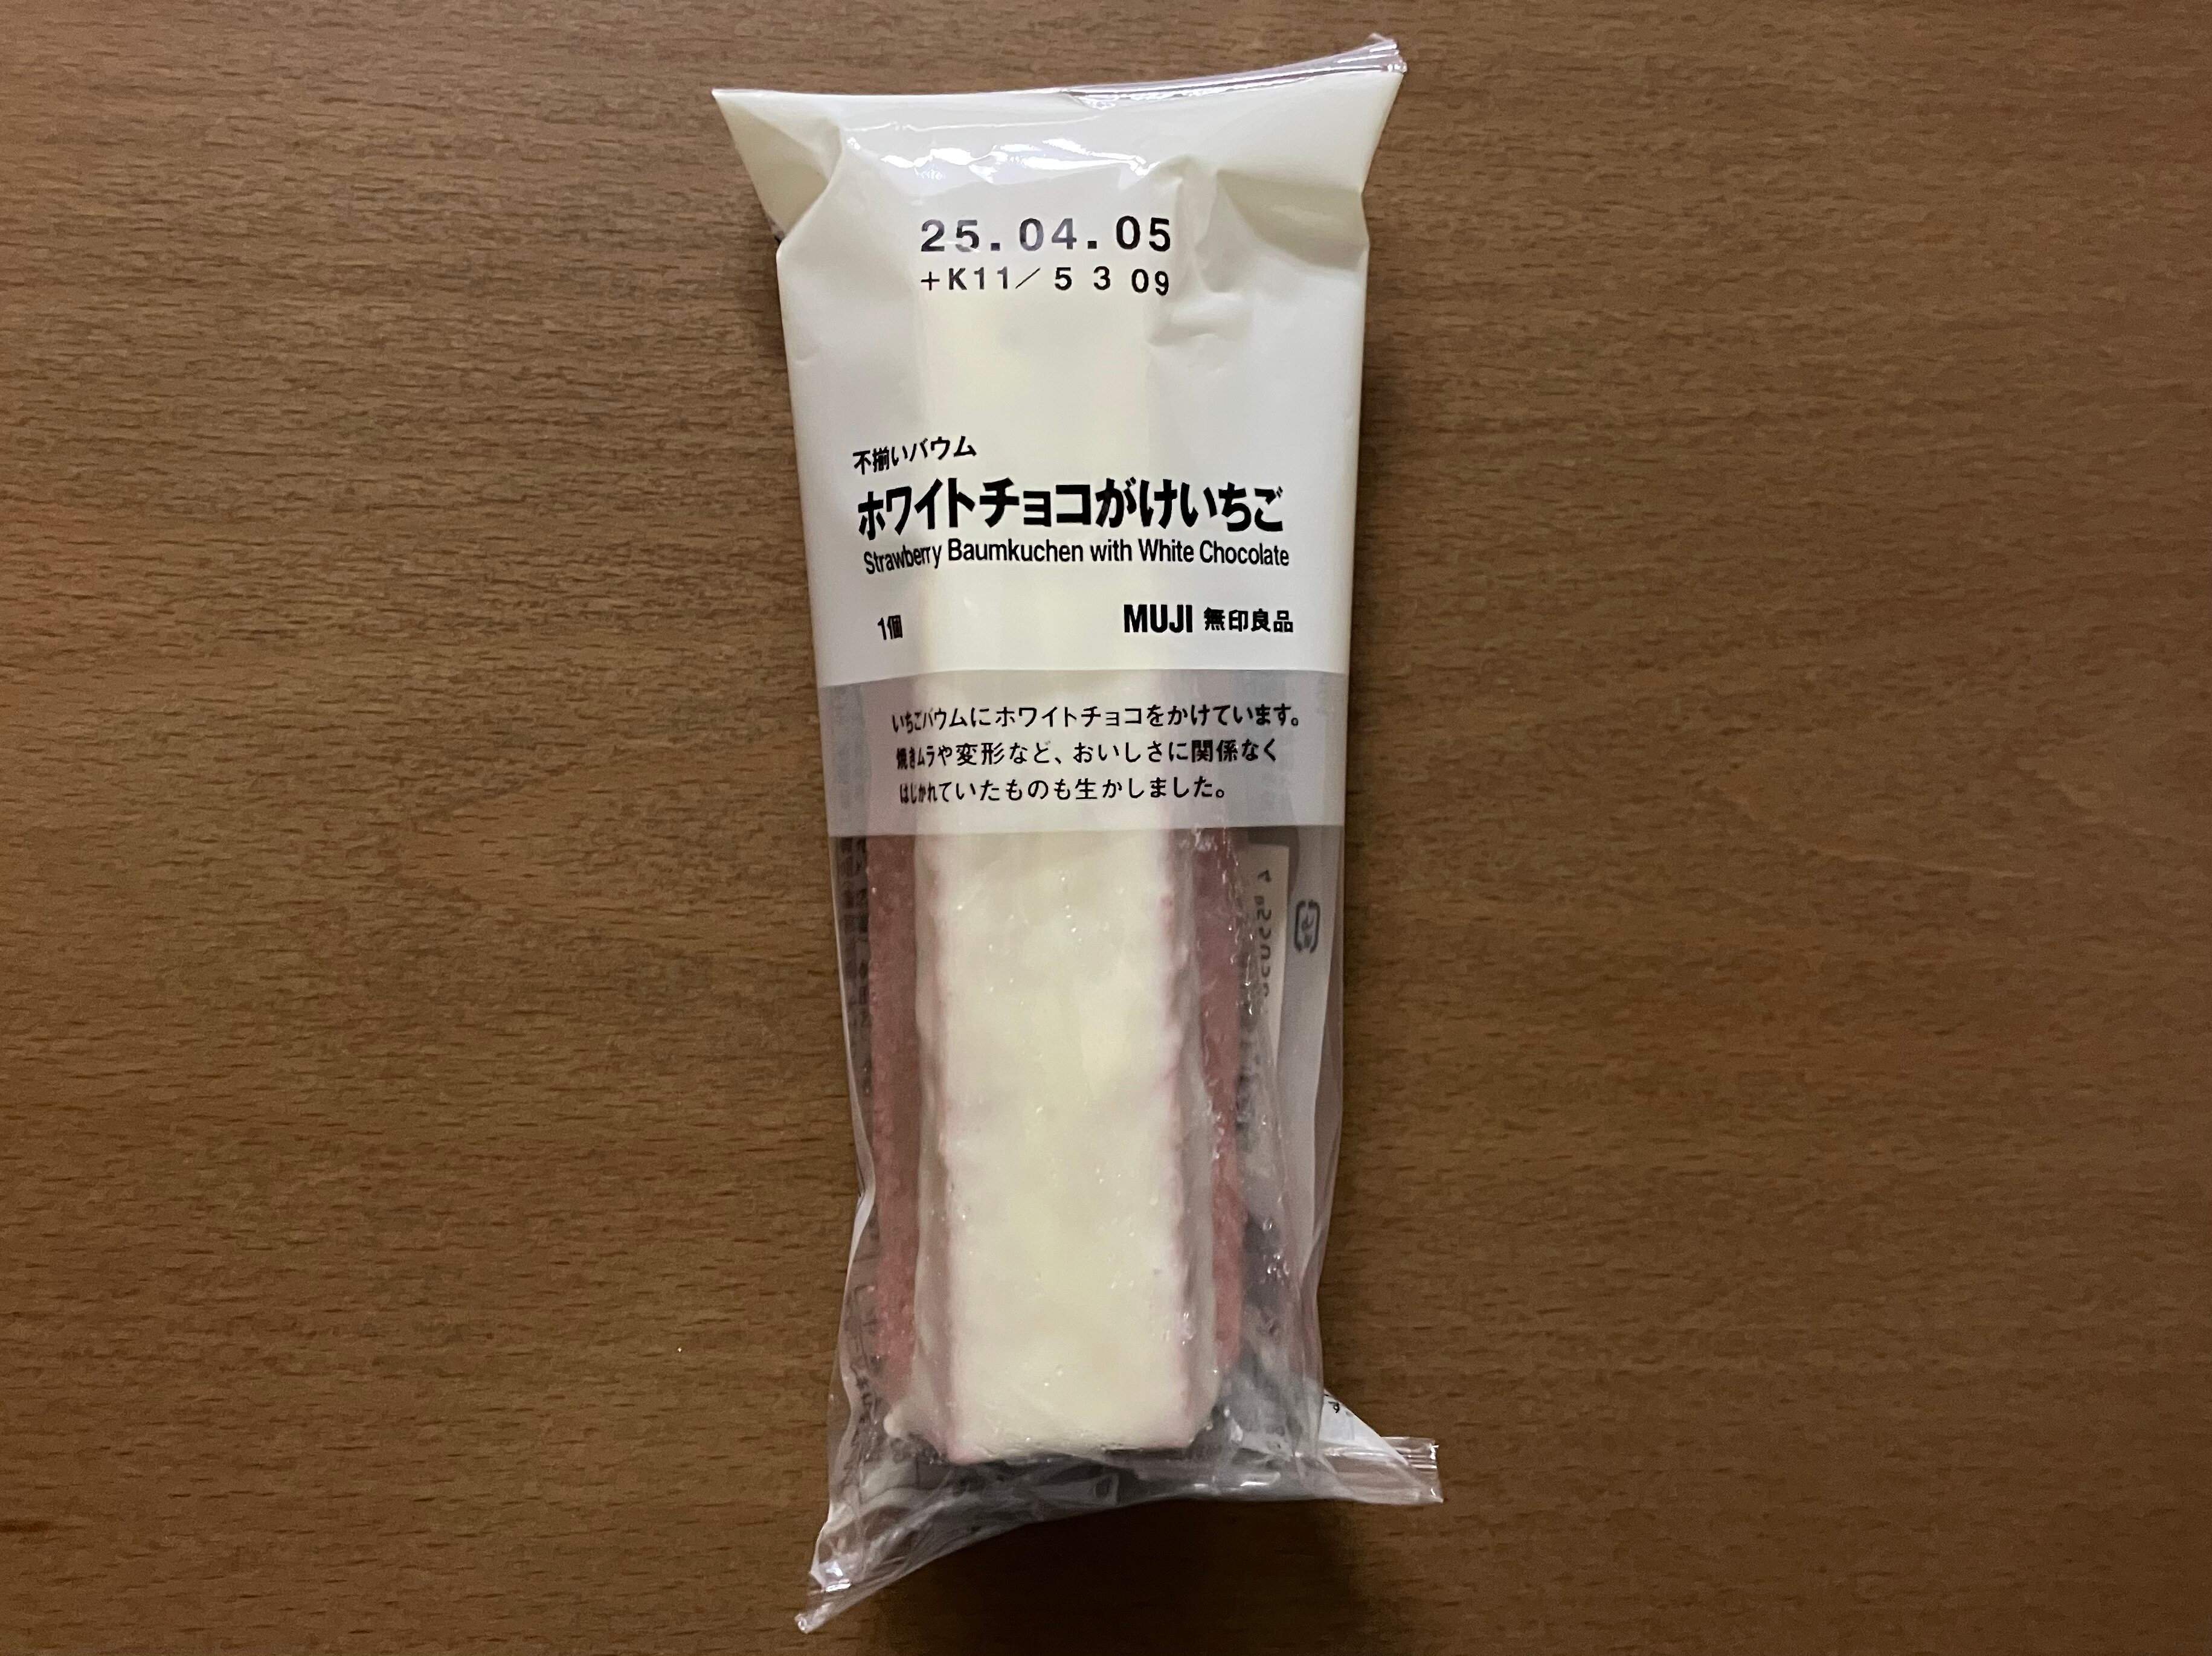 25.04.05
+K11/ 5 3 09
不揃いバウム
ホワイトチョコがけいちご
Strawberry Baumkuchen with White Chocolate
1個
MUJI 無印良品
いちごバウムにホワイトチョコをかけています。
焼きムラや変形など、おいしさに関係なく
はじかれていたものも生かしました。